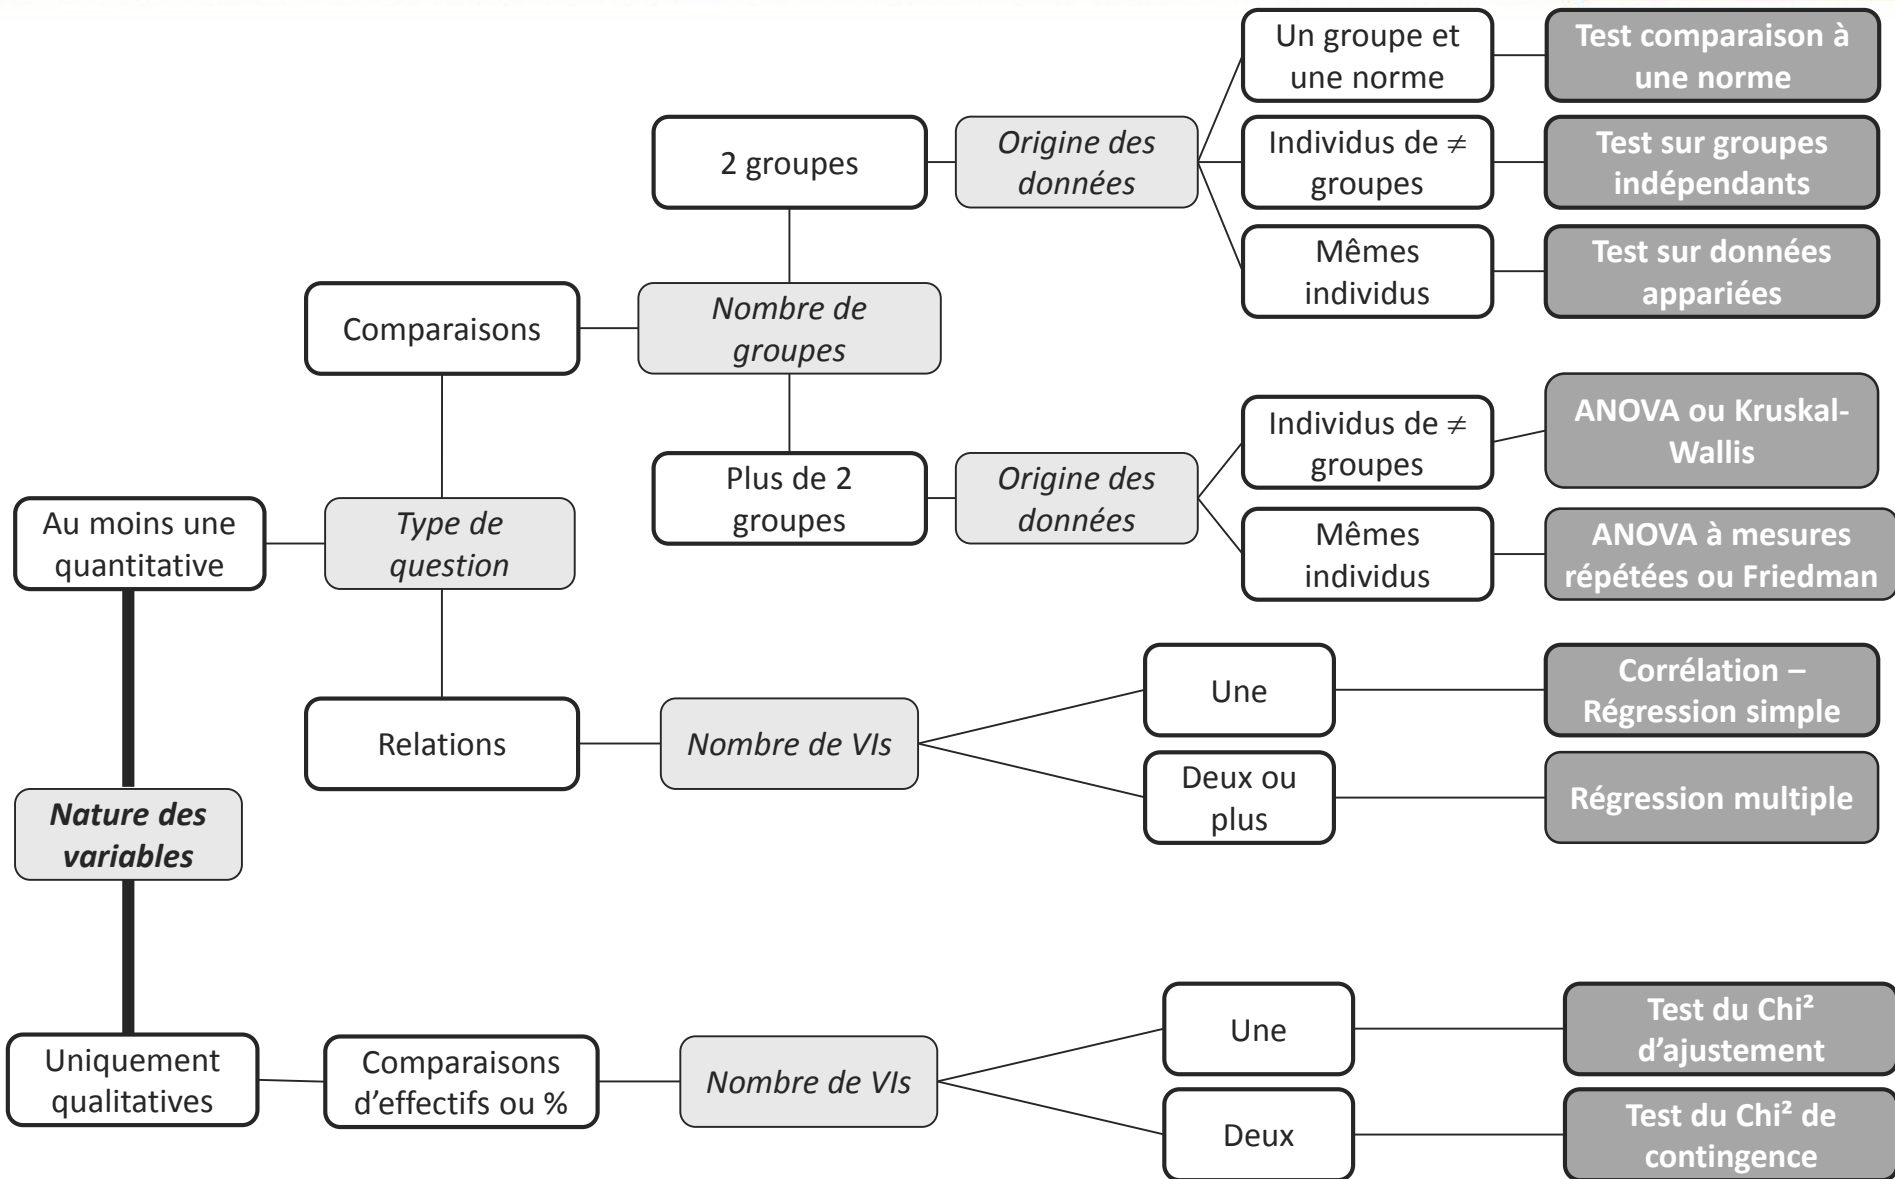 Un groupe et
une norme
Test comparaison à
une norme
2 groupes
Origine des
données
Individus de ≠
groupes
Test sur groupes
indépendants
Mêmes
individus
Test sur données
appariées
Comparaisons
Nombre de
groupes
Plus de 2
groupes
Origine des
données
Individus de ≠
groupes
ANOVA ou Kruskal-
Wallis
Mêmes
individus
ANOVA à mesures
répétées ou Friedman
Au moins une
quantitative
Type de
question
Relations
Nombre de VIs
Une
Corrélation –
Régression simple
Deux ou
plus
Régression multiple
Nature des
variables
Uniquement
qualitatives
Comparaisons
d'effectifs ou %
Nombre de VIs
Une
Test du Chi²
d'ajustement
Deux
Test du Chi² de
contingence